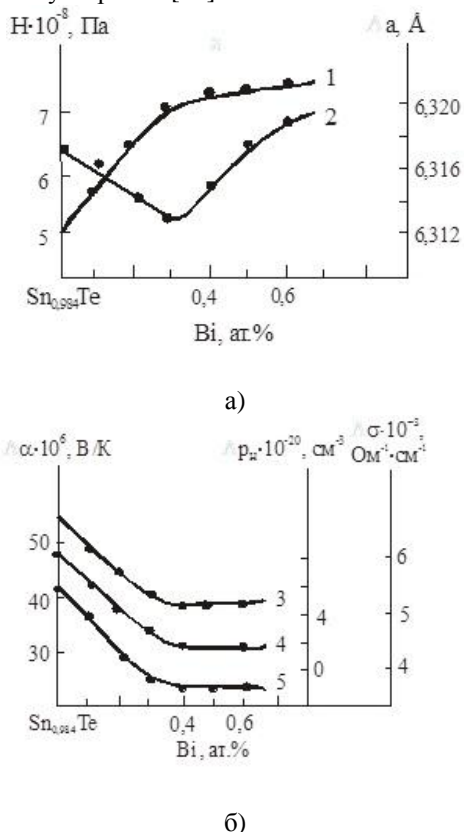 H·10⁻⁸, Па
a, Å
7
6
5
1
2
6,320
6,316
6,312
Sn₀,₉₈₄Te
0,4
0,6
Bi, ат.%
а)
α·10⁶, В/К
pн·10⁻²⁰, см⁻³
σ·10⁻³,
Ом⁻¹·см⁻¹
50
40
30
3
4
5
4
0
6
5
4
Sn₀,₉₈₄Te
0,4
0,6
Bi, ат.%
б)